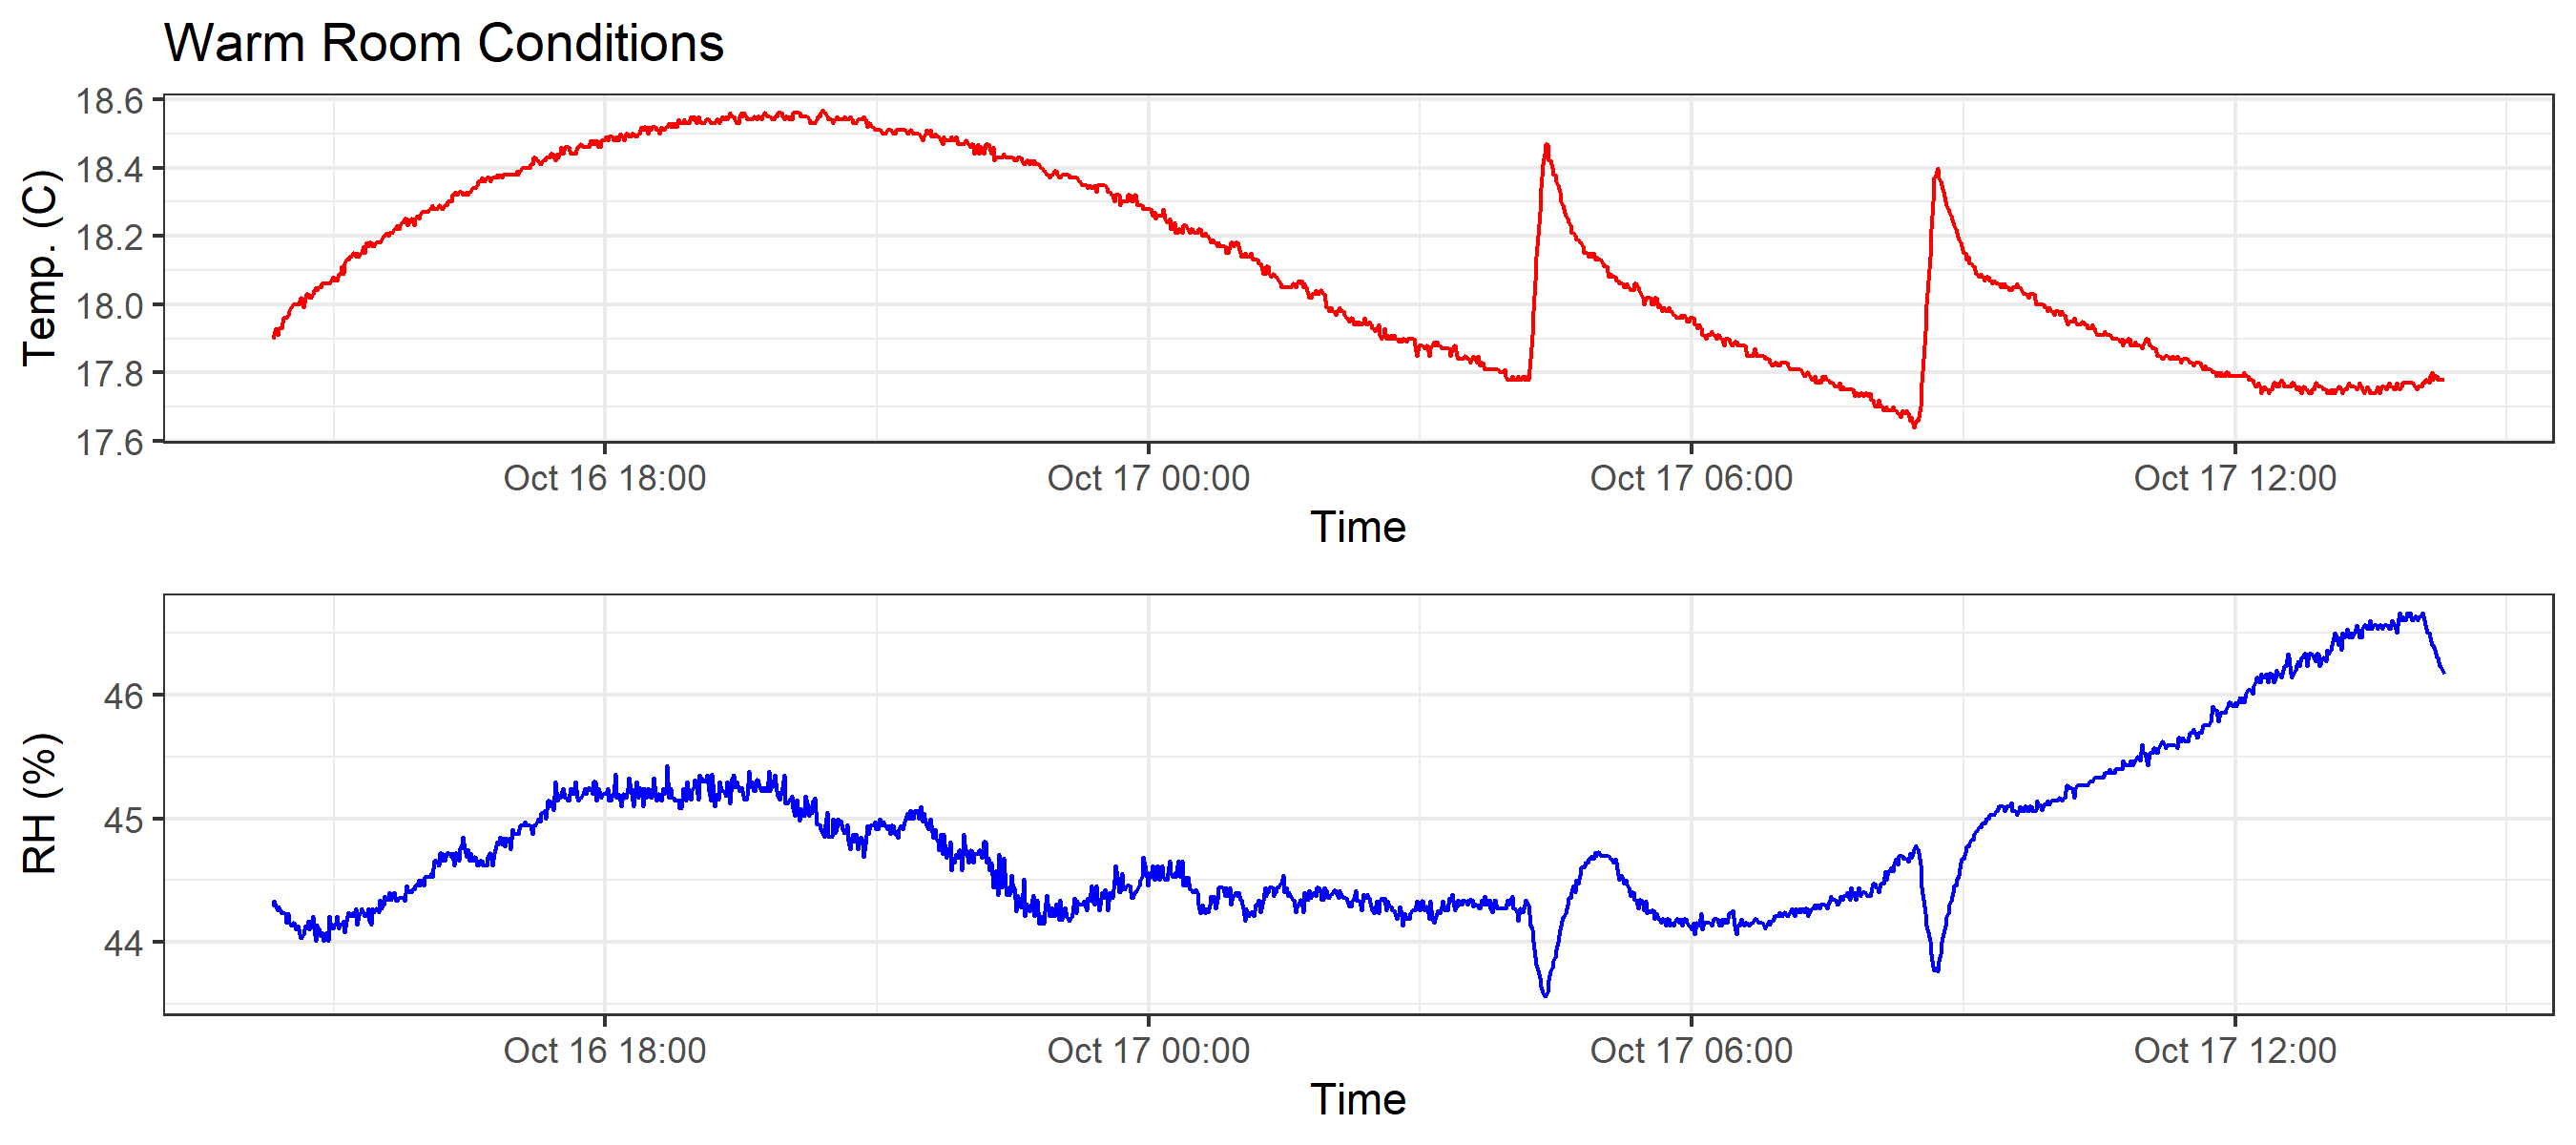 Warm Room Conditions
Temp. (C)
18.6
18.4
18.2
18.0
17.8
17.6
Oct 16 18:00 Oct 17 00:00 Oct 17 06:00 Oct 17 12:00
Time
RH (%)
46
45
44
Oct 16 18:00 Oct 17 00:00 Oct 17 06:00 Oct 17 12:00
Time